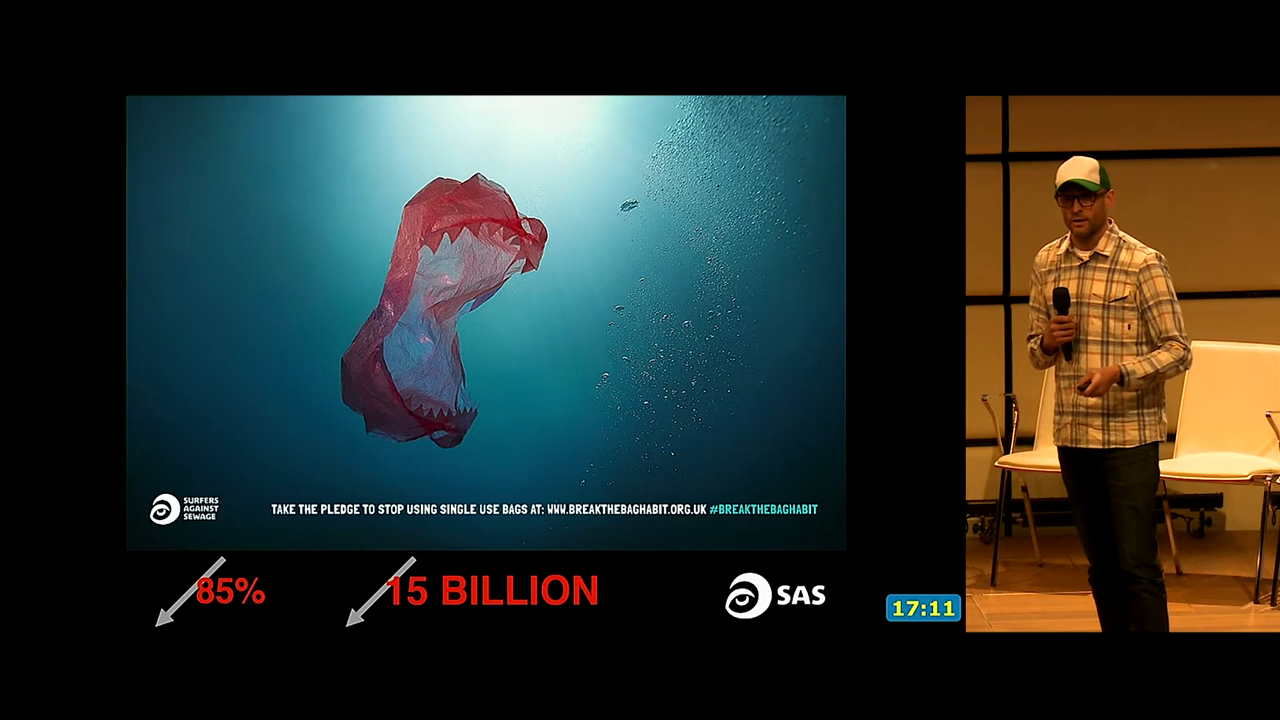 SURFERS
AGAINST
SEWAGE
TAKE THE PLEDGE TO STOP USING SINGLE USE BAGS AT: WWW.BREAKTHEBAGHABIT.ORG.UK #BREAKTHEBAGHABIT
85%
15 BILLION
SAS
17:11